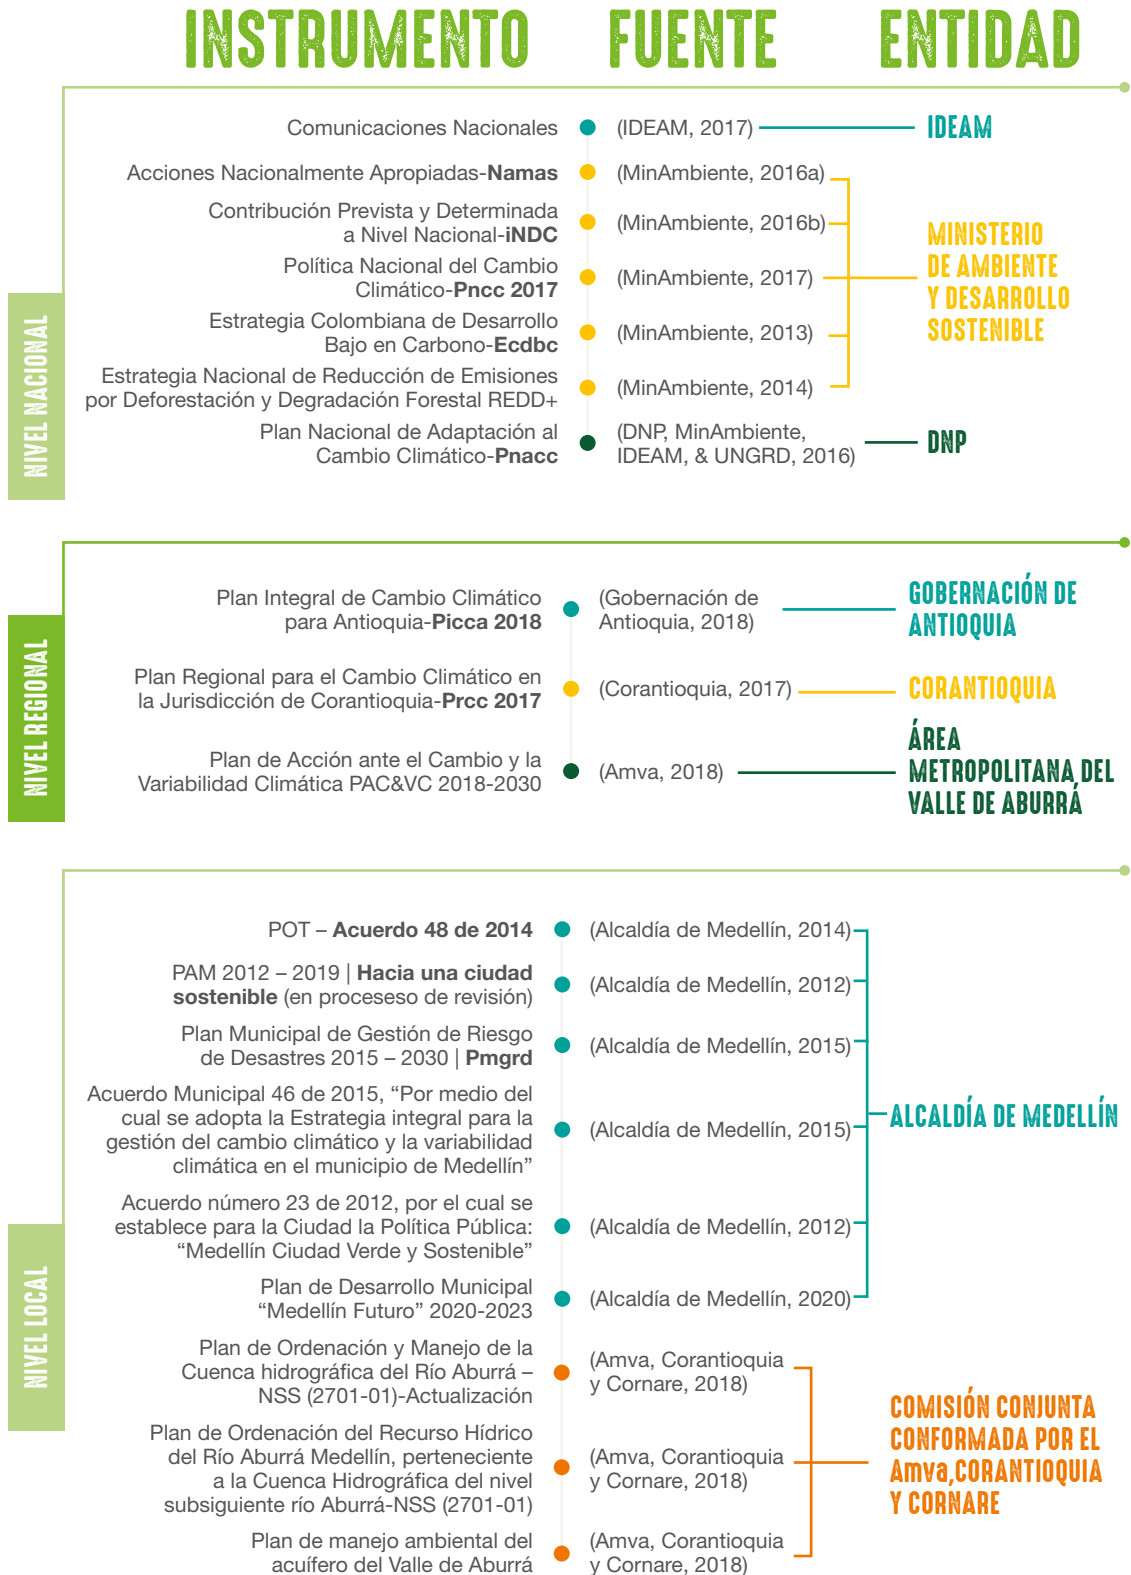 INSTRUMENTO FUENTE ENTIDAD
NIVEL NACIONAL
Comunicaciones Nacionales (IDEAM, 2017) IDEAM
Acciones Nacionalmente Apropiadas-Namas (MinAmbiente, 2016a)
Contribución Prevista y Determinada
a Nivel Nacional-iNDC
(MinAmbiente, 2016b)
Política Nacional del Cambio
Climático-Pncc 2017
(MinAmbiente, 2017)
Estrategia Colombiana de Desarrollo
Bajo en Carbono-Ecdbc
(MinAmbiente, 2013)
Estrategia Nacional de Reducción de Emisiones
por Deforestación y Degradación Forestal REDD+
(MinAmbiente, 2014)
MINISTERIO
DE AMBIENTE
Y DESARROLLO
SOSTENIBLE
Plan Nacional de Adaptación al
Cambio Climático-Pnacc
(DNP, MinAmbiente,
IDEAM, & UNGRD, 2016)
DNP
NIVEL REGIONAL
Plan Integral de Cambio Climático
para Antioquia-Picca 2018
(Gobernación de
Antioquia, 2018)
GOBERNACIÓN DE
ANTIOQUIA
Plan Regional para el Cambio Climático en
la Jurisdicción de Corantioquia-Prcc 2017
(Corantioquia, 2017)
CORANTIOQUIA
Plan de Acción ante el Cambio y la
Variabilidad Climática PAC&VC 2018-2030
(Amva, 2018)
ÁREA
METROPOLITANA DEL
VALLE DE ABURRÁ
NIVEL LOCAL
POT – Acuerdo 48 de 2014 (Alcaldía de Medellín, 2014)
PAM 2012 – 2019 | Hacia una ciudad
sostenible (en proceseso de revisión)
(Alcaldía de Medellín, 2012)
Plan Municipal de Gestión de Riesgo
de Desastres 2015 – 2030 | Pmgrd
(Alcaldía de Medellín, 2015)
Acuerdo Municipal 46 de 2015, “Por medio del
cual se adopta la Estrategia integral para la
gestión del cambio climático y la variabilidad
climática en el municipio de Medellín”
(Alcaldía de Medellín, 2015)
Acuerdo número 23 de 2012, por el cual se
establece para la Ciudad la Política Pública:
“Medellín Ciudad Verde y Sostenible”
(Alcaldía de Medellín, 2012)
Plan de Desarrollo Municipal
“Medellín Futuro” 2020-2023
(Alcaldía de Medellín, 2020)
ALCALDÍA DE MEDELLÍN
Plan de Ordenación y Manejo de la
Cuenca hidrográfica del Río Aburrá –
NSS (2701-01)-Actualización
(Amva, Corantioquia
y Cornare, 2018)
Plan de Ordenación del Recurso Hídrico
del Río Aburrá Medellín, perteneciente
a la Cuenca Hidrográfica del nivel
subsiguiente río Aburrá-NSS (2701-01)
(Amva, Corantioquia
y Cornare, 2018)
Plan de manejo ambiental del
acuífero del Valle de Aburrá
(Amva, Corantioquia
y Cornare, 2018)
COMISIÓN CONJUNTA
CONFORMADA POR EL
Amva,CORANTIOQUIA
Y CORNARE